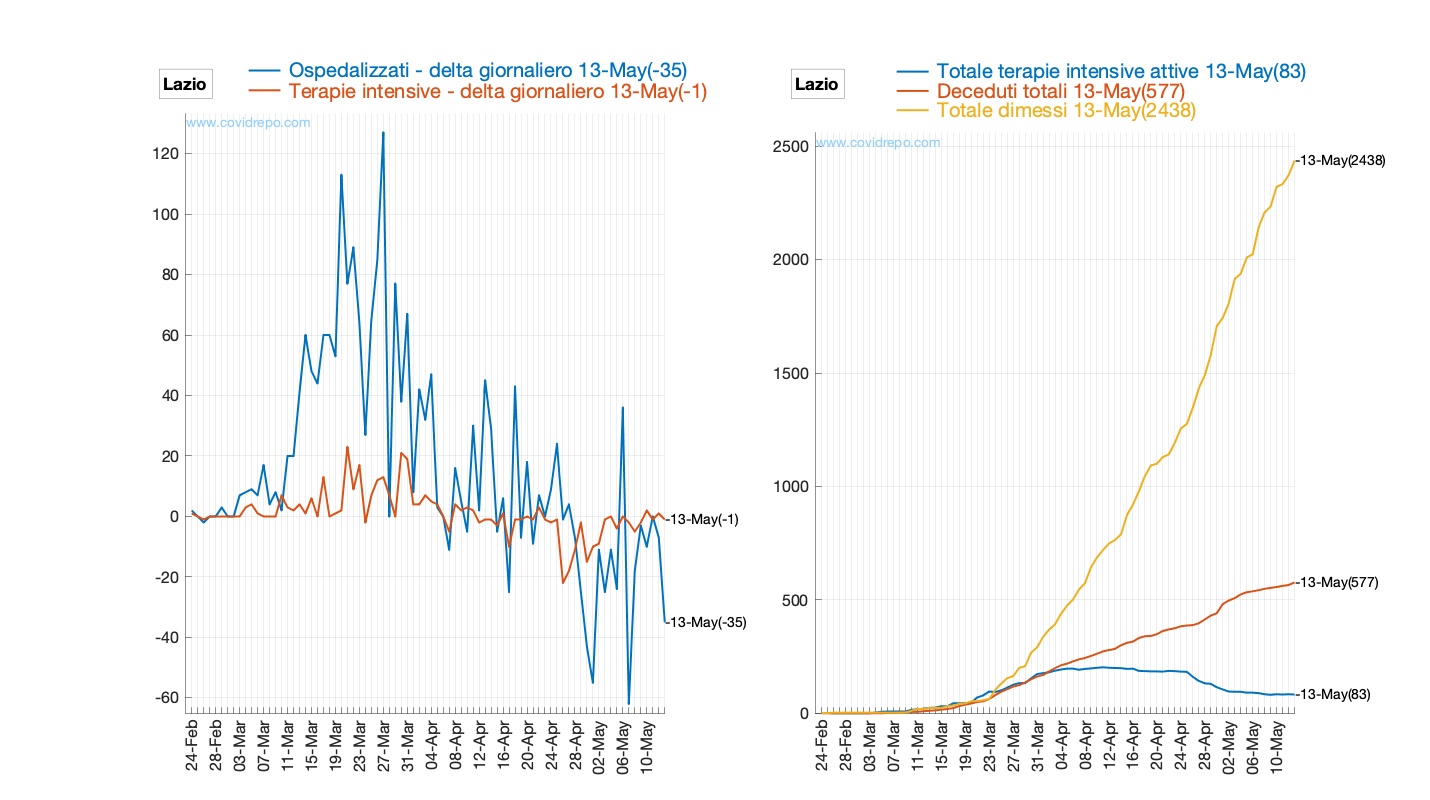 Lazio
Ospedalizzati - delta giornaliero 13-May(-35)
Terapie intensive - delta giornaliero 13-May(-1)
www.covidrepo.com
120
100
80
60
40
20
0
-20
-40
-60
13-May(-1)
13-May(-35)
24-Feb
28-Feb
03-Mar
07-Mar
11-Mar
15-Mar
19-Mar
23-Mar
27-Mar
31-Mar
04-Apr
08-Apr
12-Apr
16-Apr
20-Apr
24-Apr
28-Apr
02-May
06-May
10-May
Lazio
Totale terapie intensive attive 13-May(83)
Deceduti totali 13-May(577)
Totale dimessi 13-May(2438)
www.covidrepo.com
2500
2000
1500
1000
500
0
13-May(2438)
13-May(577)
13-May(83)
24-Feb
28-Feb
03-Mar
07-Mar
11-Mar
15-Mar
19-Mar
23-Mar
27-Mar
31-Mar
04-Apr
08-Apr
12-Apr
16-Apr
20-Apr
24-Apr
28-Apr
02-May
06-May
10-May